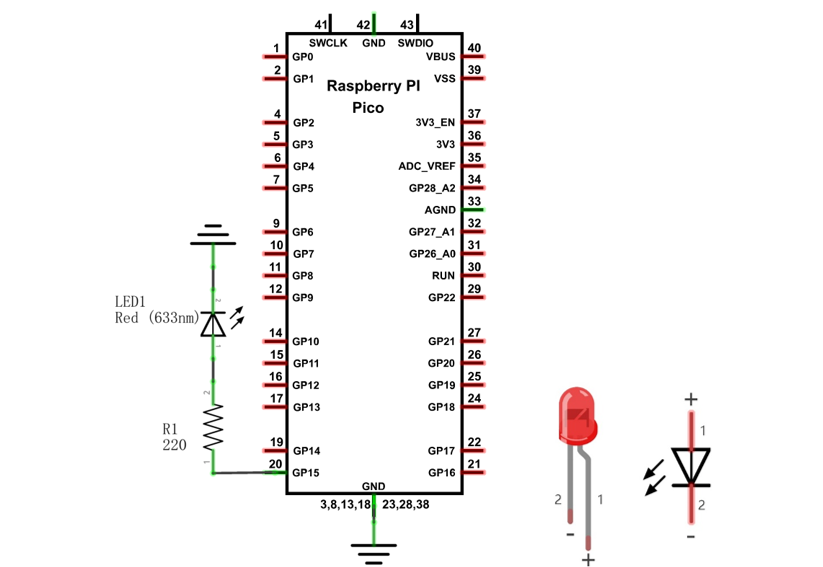 41 42 43
SWCLK GND SWDIO
1 GP0 VBUS 40
2 GP1 VSS 39
Raspberry PI
Pico
4 GP2 3V3_EN 37
5 GP3 3V3 36
6 GP4 ADC_VREF 35
7 GP5 GP28_A2 34
AGND 33
9 GP6 GP27_A1 32
10 GP7 GP26_A0 31
11 GP8 RUN 30
12 GP9 GP22 29
14 GP10 GP21 27
15 GP11 GP20 26
16 GP12 GP19 25
17 GP13 GP18 24
19 GP14 GP17 22
20 GP15 GP16 21
GND
3,8,13,18 23,28,38
2
LED1
Red (633nm)
1
2
R1
220
1
2 1
- +
+
1
2
-